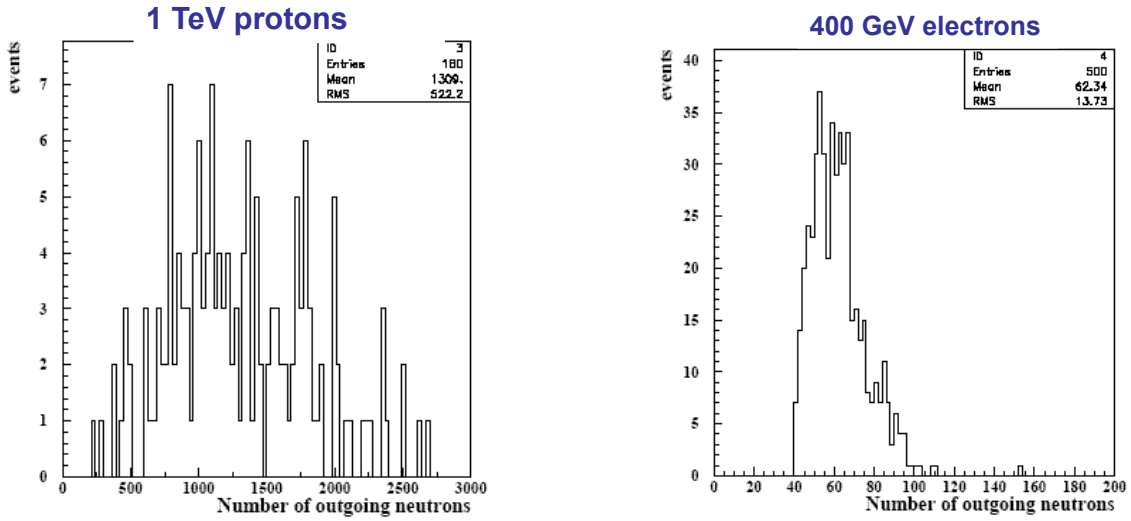 1 TeV protons
ID 3
Entries 180
Mean 1309.
RMS 522.2
events
7
6
5
4
3
2
1
0
0 500 1000 1500 2000 2500 3000
Number of outgoing neutrons
400 GeV electrons
ID 4
Entries 500
Mean 62.34
RMS 13.73
events
40
35
30
25
20
15
10
5
0
0 20 40 60 80 100 120 140 160 180 200
Number of outgoing neutrons